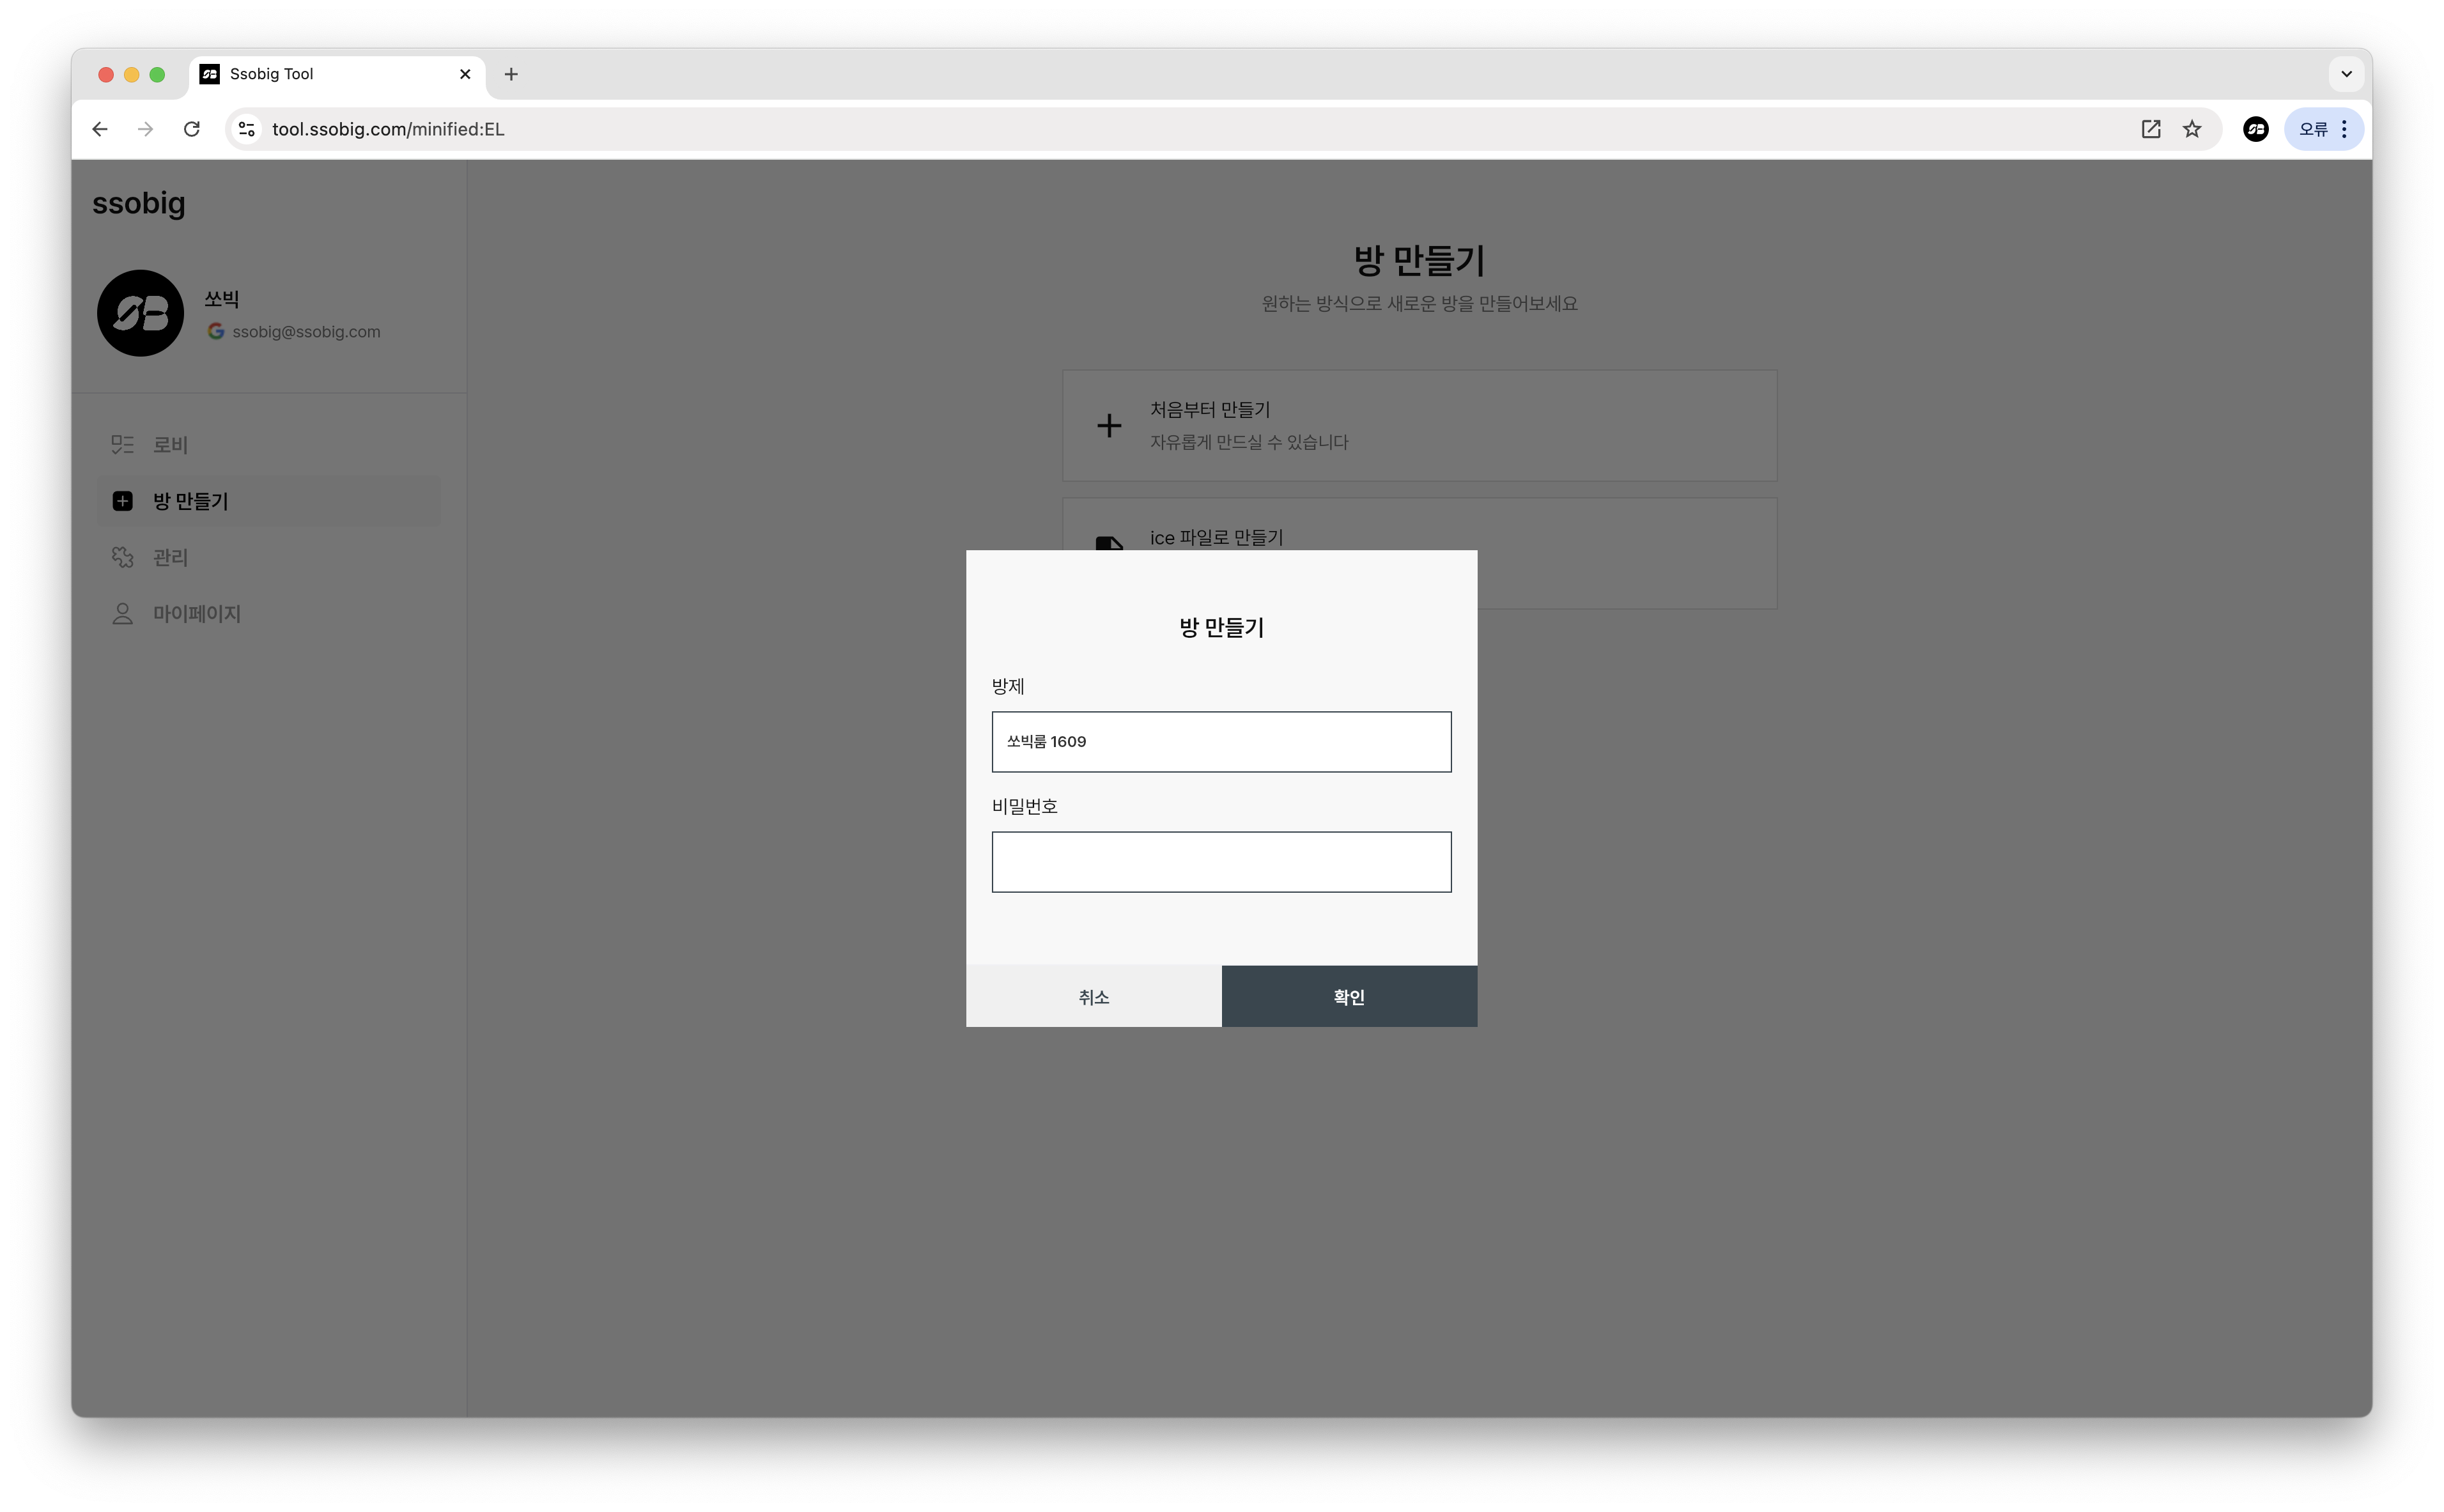 Ssobig Tool
tool.ssobig.com/minified:EL
오류
ssobig
쏘빅
ssobig@ssobig.com
로비
방 만들기
관리
마이페이지
방 만들기
원하는 방식으로 새로운 방을 만들어보세요
처음부터 만들기
자유롭게 만드실 수 있습니다
ice 파일로 만들기
방 만들기
방제
쏘빅룸 1609
비밀번호
취소
확인